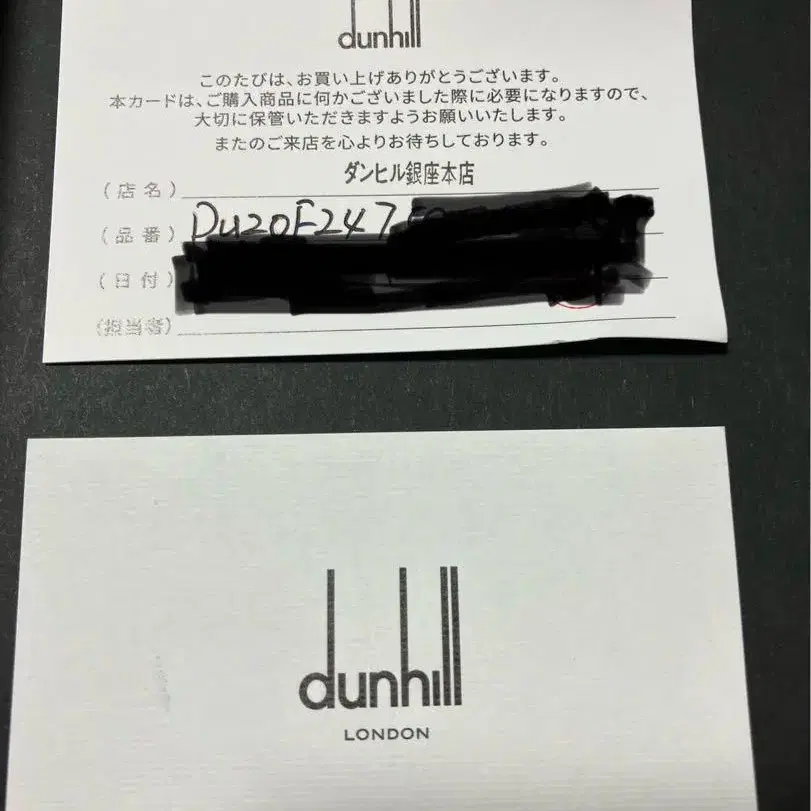 dunhill
このたびは、お買い上げありがとうございます。
本カードは、ご購入商品に何かございました際に必要になりますので、
大切に保管いただきますようお願いいたします。
またのご来店を心よりお待ちしております。
(店名) ダンヒル銀座本店
(品番) DU20F247
(日付)
(担当者)
dunhill
LONDON